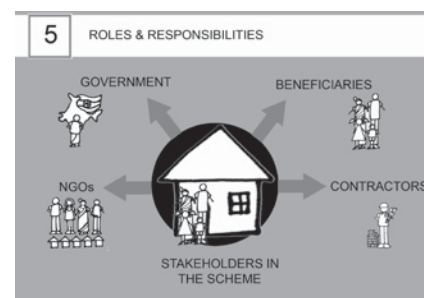 5
ROLES & RESPONSIBILITIES
GOVERNMENT
BENEFICIARIES
NGOs
CONTRACTORS
STAKEHOLDERS IN
THE SCHEME